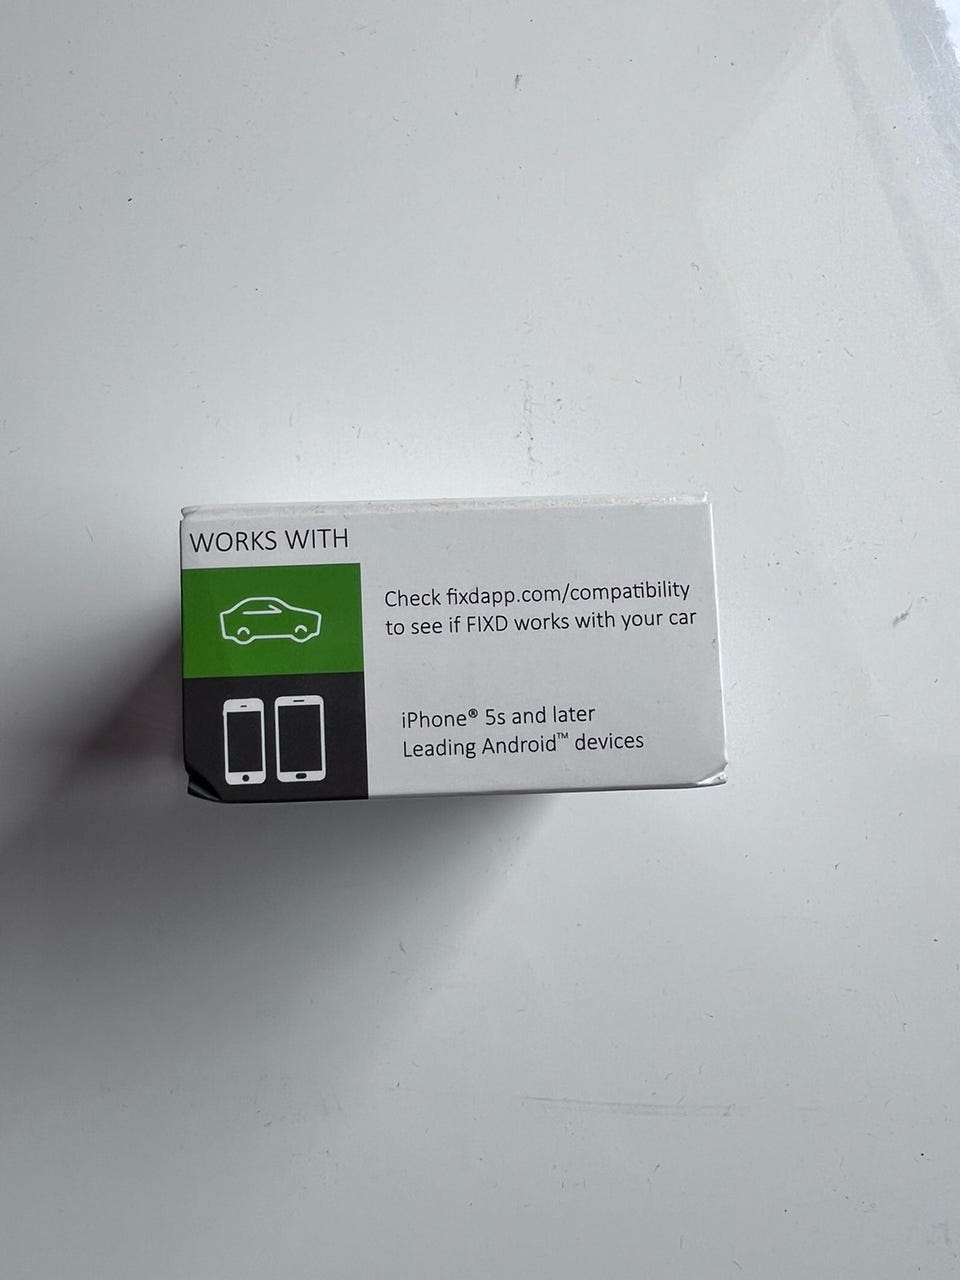 WORKS WITH
Check fixdapp.com/compatibility
to see if FIXD works with your car
iPhone® 5s and later
Leading Android™ devices